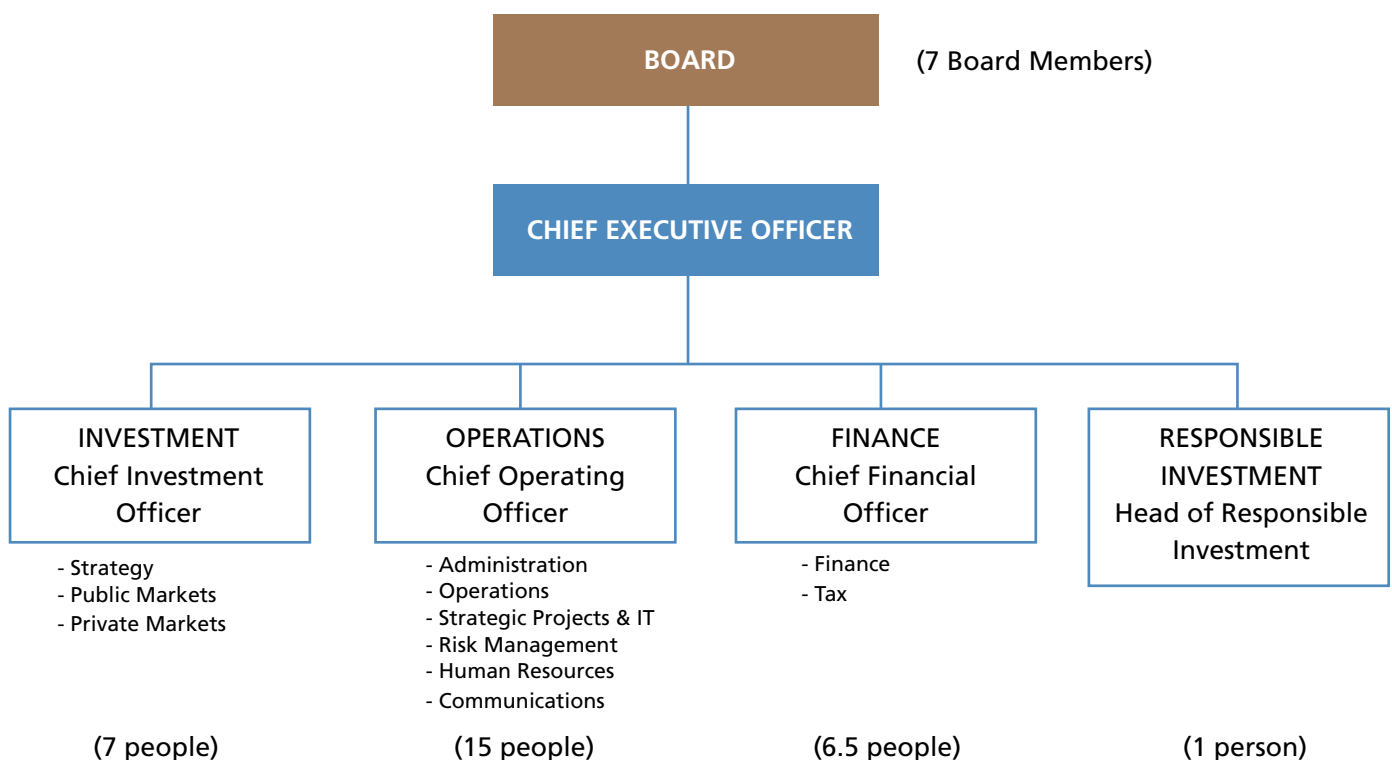 BOARD
(7 Board Members)
CHIEF EXECUTIVE OFFICER
INVESTMENT
Chief Investment
Officer
- Strategy
- Public Markets
- Private Markets
(7 people)
OPERATIONS
Chief Operating
Officer
- Administration
- Operations
- Strategic Projects & IT
- Risk Management
- Human Resources
- Communications
(15 people)
FINANCE
Chief Financial
Officer
- Finance
- Tax
(6.5 people)
RESPONSIBLE
INVESTMENT
Head of Responsible
Investment
(1 person)